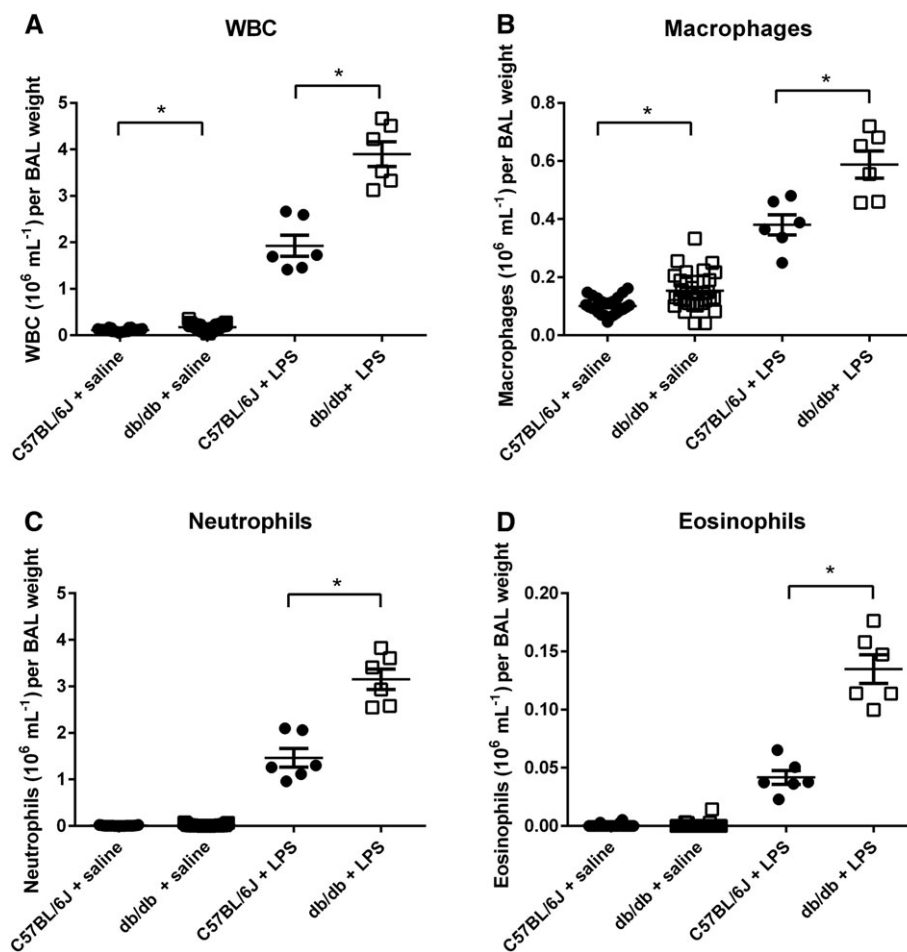 A
WBC
WBC (10⁶ mL⁻¹) per BAL weight
5
4
3
2
1
0
*
*
C57BL/6J + saline
db/db + saline
C57BL/6J + LPS
db/db+ LPS
B
Macrophages
Macrophages (10⁶ mL⁻¹) per BAL weight
0.8
0.6
0.4
0.2
0.0
*
*
C57BL/6J + saline
db/db + saline
C57BL/6J + LPS
db/db+ LPS
C
Neutrophils
Neutrophils (10⁶ mL⁻¹) per BAL weight
5
4
3
2
1
0
*
C57BL/6J + saline
db/db + saline
C57BL/6J + LPS
db/db + LPS
D
Eosinophils
Eosinophils (10⁶ mL⁻¹) per BAL weight
0.20
0.15
0.10
0.05
0.00
*
C57BL/6J + saline
db/db + saline
C57BL/6J + LPS
db/db + LPS